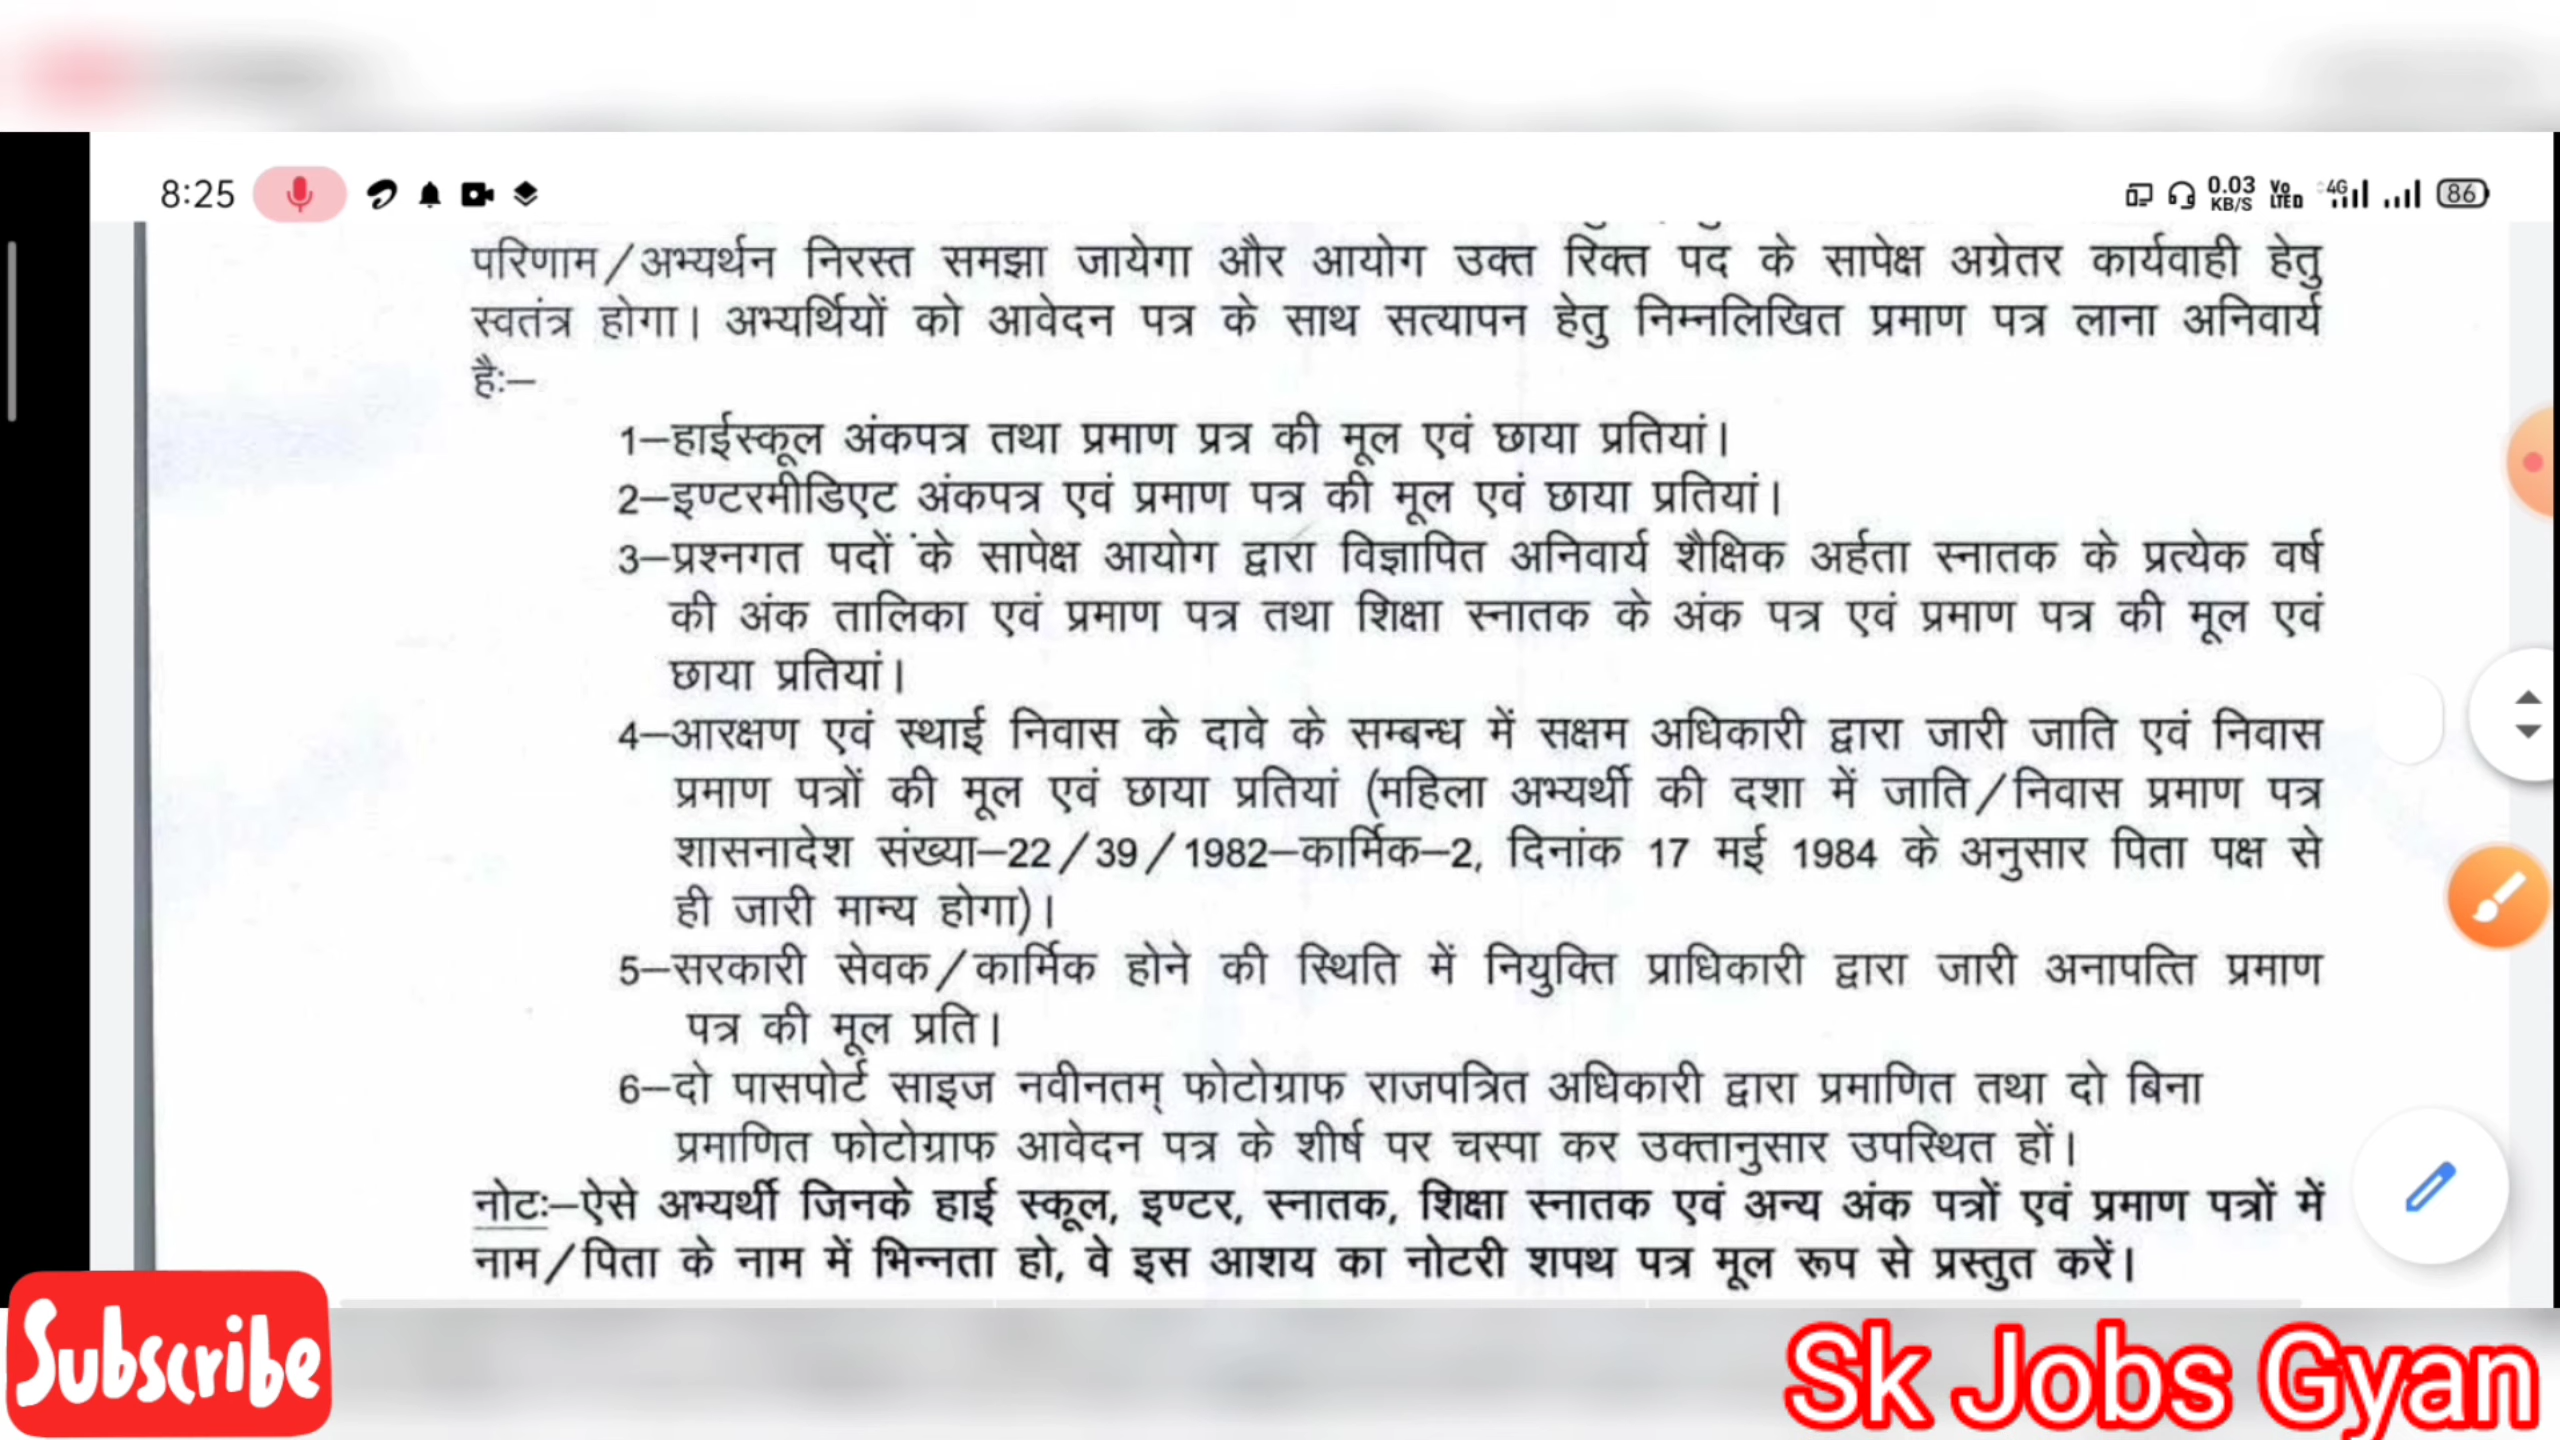 8:25
0.03 KB/S Vo LTE 4G 86
परिणाम/अभ्यर्थन निरस्त समझा जायेगा और आयोग उक्त रिक्त पद के सापेक्ष अग्रेतर कार्यवाही हेतु
स्वतंत्र होगा। अभ्यर्थियों को आवेदन पत्र के साथ सत्यापन हेतु निम्नलिखित प्रमाण पत्र लाना अनिवार्य
है:–
1–हाईस्कूल अंकपत्र तथा प्रमाण प्रत्र की मूल एवं छाया प्रतियां।
2–इण्टरमीडिएट अंकपत्र एवं प्रमाण पत्र की मूल एवं छाया प्रतियां।
3–प्रश्नगत पदों के सापेक्ष आयोग द्वारा विज्ञापित अनिवार्य शैक्षिक अर्हता स्नातक के प्रत्येक वर्ष
की अंक तालिका एवं प्रमाण पत्र तथा शिक्षा स्नातक के अंक पत्र एवं प्रमाण पत्र की मूल एवं
छाया प्रतियां।
4–आरक्षण एवं स्थाई निवास के दावे के सम्बन्ध में सक्षम अधिकारी द्वारा जारी जाति एवं निवास
प्रमाण पत्रों की मूल एवं छाया प्रतियां (महिला अभ्यर्थी की दशा में जाति/निवास प्रमाण पत्र
शासनादेश संख्या–22/39/1982–कार्मिक–2, दिनांक 17 मई 1984 के अनुसार पिता पक्ष से
ही जारी मान्य होगा)।
5–सरकारी सेवक/कार्मिक होने की स्थिति में नियुक्ति प्राधिकारी द्वारा जारी अनापत्ति प्रमाण
पत्र की मूल प्रति।
6–दो पासपोर्ट साइज नवीनतम् फोटोग्राफ राजपत्रित अधिकारी द्वारा प्रमाणित तथा दो बिना
प्रमाणित फोटोग्राफ आवेदन पत्र के शीर्ष पर चस्पा कर उक्तानुसार उपस्थित हों।
नोटः–ऐसे अभ्यर्थी जिनके हाई स्कूल, इण्टर, स्नातक, शिक्षा स्नातक एवं अन्य अंक पत्रों एवं प्रमाण पत्रों में
नाम/पिता के नाम में भिन्नता हो, वे इस आशय का नोटरी शपथ पत्र मूल रूप से प्रस्तुत करें।
Subscribe
Sk Jobs Gyan